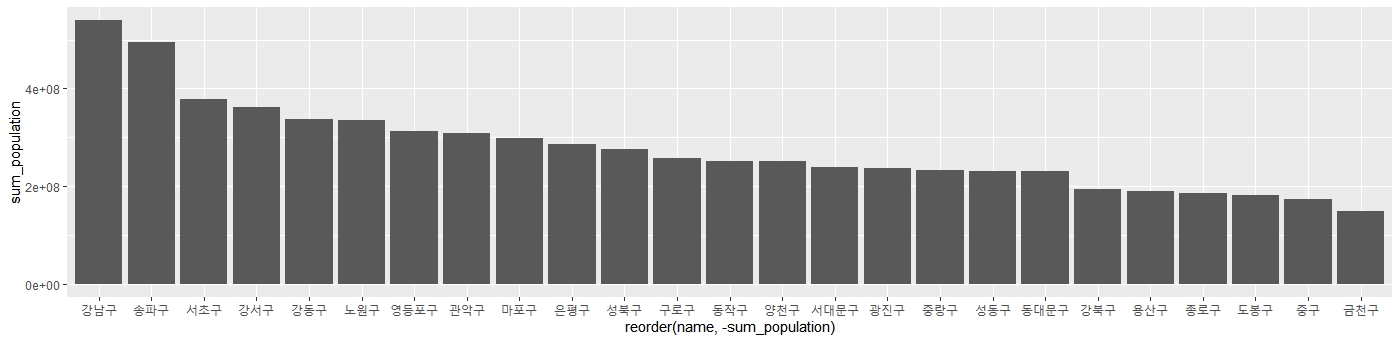 sum_population
4e+08
2e+08
0e+00
강남구 송파구 서초구 강서구 강동구 노원구 영등포구 관악구 마포구 은평구 성북구 구로구 동작구 양천구 서대문구 광진구 중랑구 성동구 동대문구 강북구 용산구 종로구 도봉구 중구 금천구
reorder(name, -sum_population)